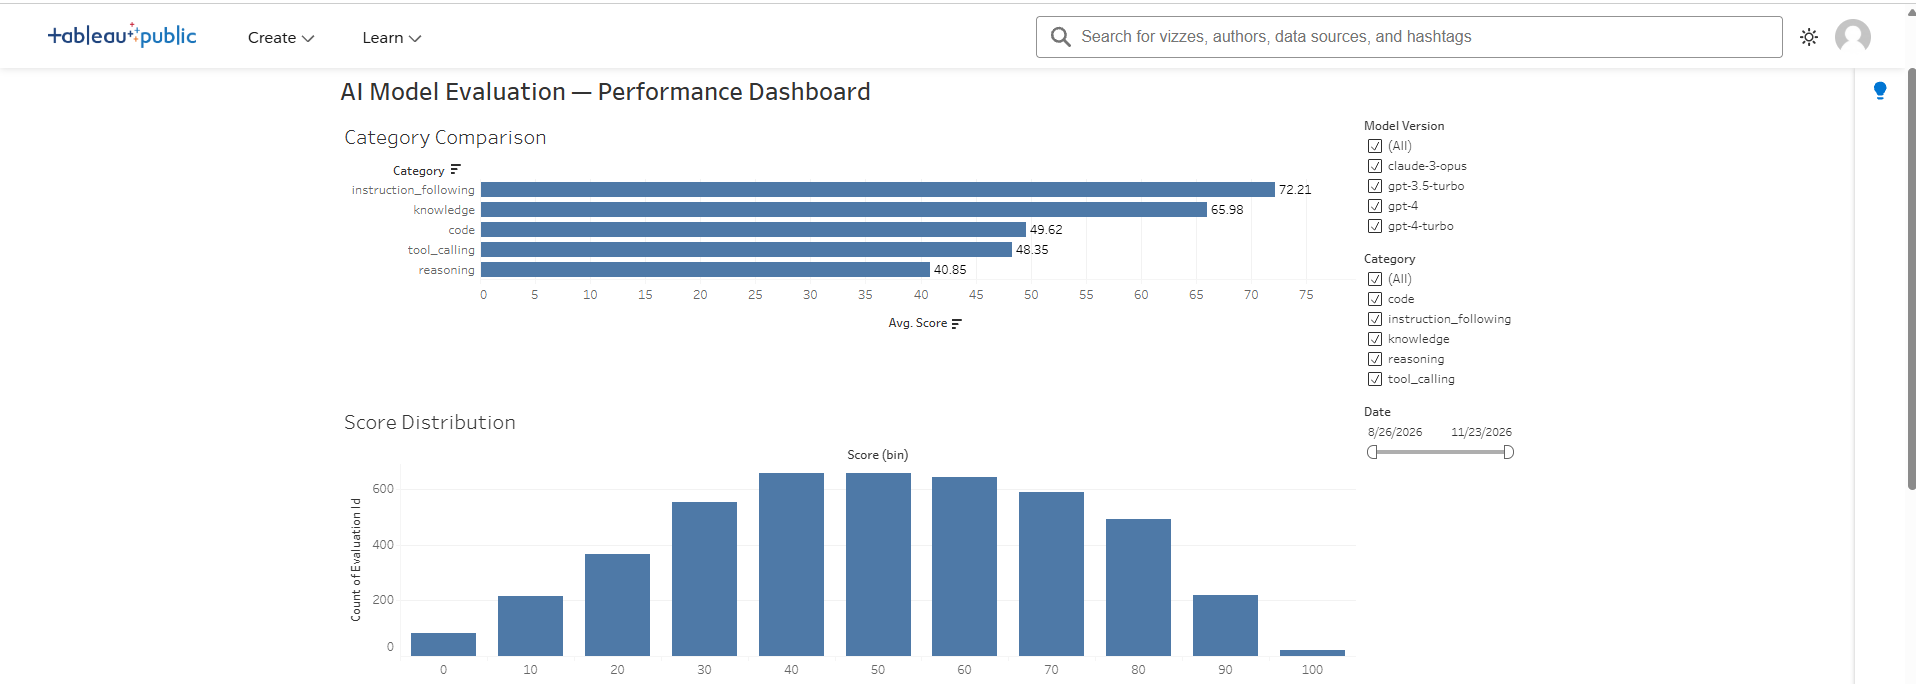 +ableau public
Create
Learn
Search for vizzes, authors, data sources, and hashtags
AI Model Evaluation — Performance Dashboard
Category Comparison
Category
instruction_following 72.21
knowledge 65.98
code 49.62
tool_calling 48.35
reasoning 40.85
0 5 10 15 20 25 30 35 40 45 50 55 60 65 70 75
Avg. Score
Model Version
(All)
claude-3-opus
gpt-3.5-turbo
gpt-4
gpt-4-turbo
Category
(All)
code
instruction_following
knowledge
reasoning
tool_calling
Date
8/26/2026 11/23/2026
Score Distribution
Score (bin)
Count of Evaluation Id
600
400
200
0
0 10 20 30 40 50 60 70 80 90 100